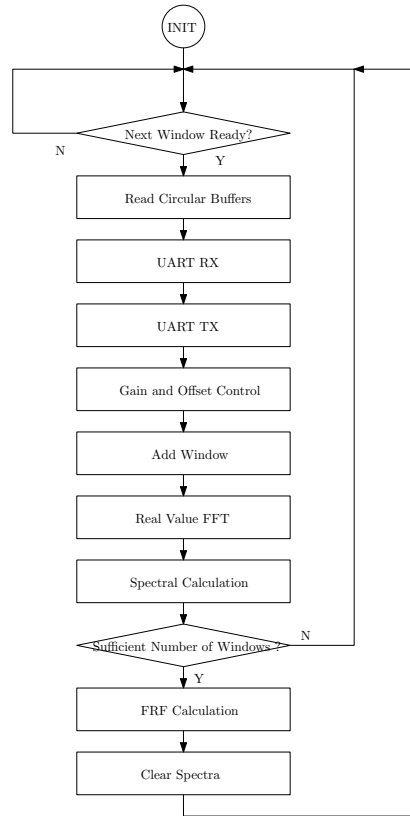 INIT
Next Window Ready?
N
Y
Read Circular Buffers
UART RX
UART TX
Gain and Offset Control
Add Window
Real Value FFT
Spectral Calculation
N
Sufficient Number of Windows ?
Y
FRF Calculation
Clear Spectra